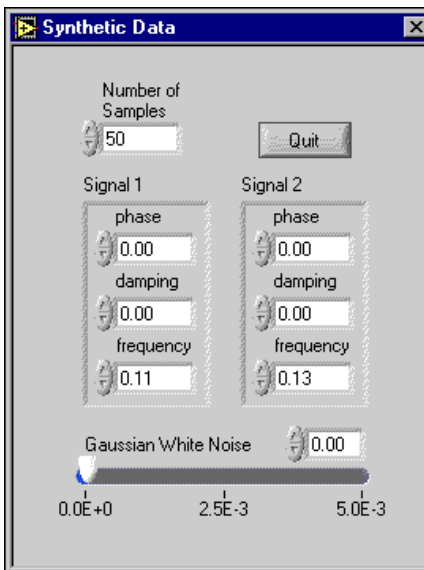 Synthetic Data
Number of
Samples
50
Quit
Signal 1
Signal 2
phase
phase
0.00
0.00
damping
damping
0.00
0.00
frequency
frequency
0.11
0.13
Gaussian White Noise
0.00
0.0E+0
2.5E-3
5.0E-3